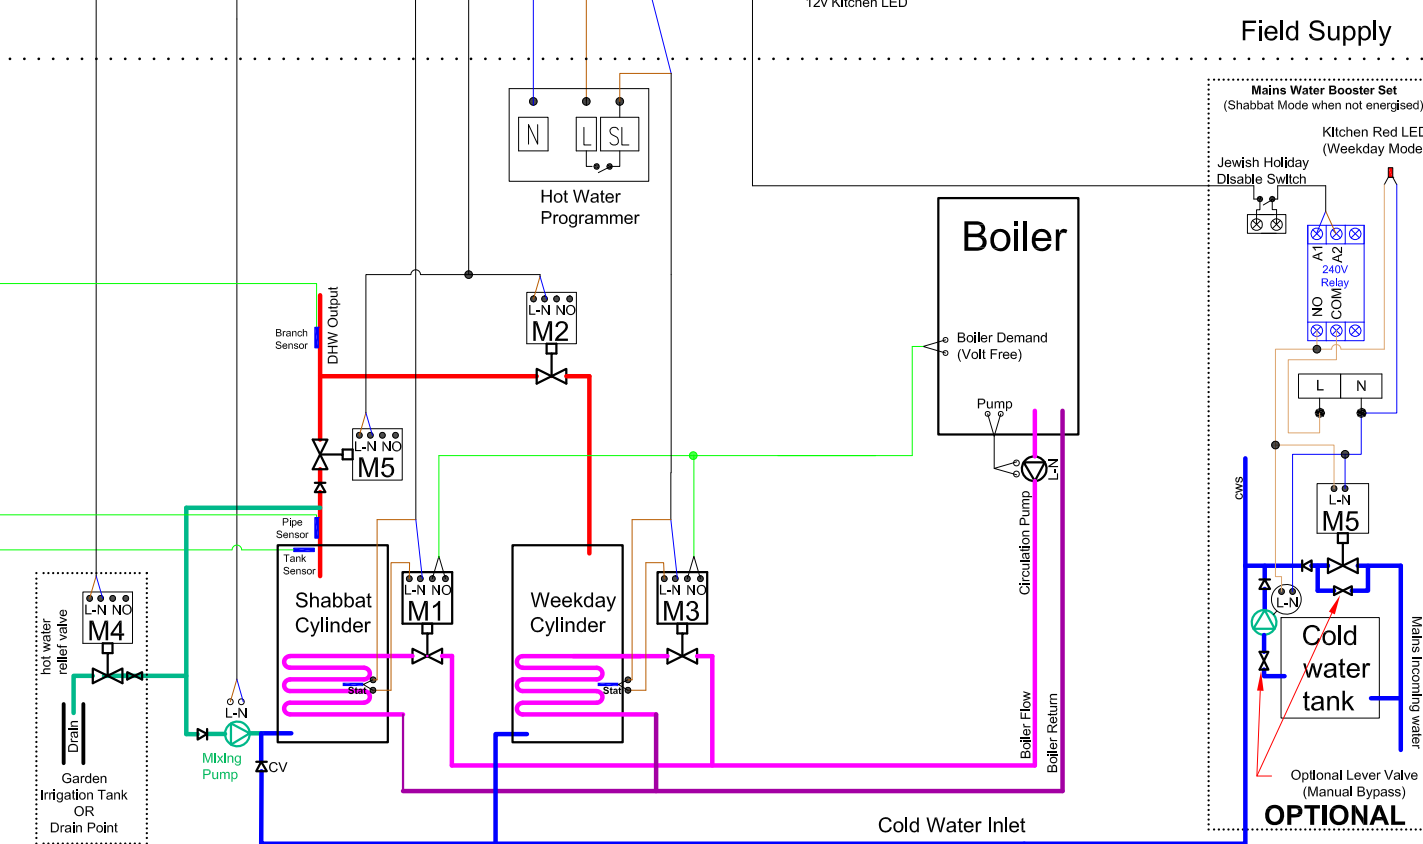 12v Kitchen LED
Field Supply
Mains Water Booster Set
(Shabbat Mode when not energised)
Kitchen Red LED
(Weekday Mode
Jewish Holiday
Disable Switch
N
L
SL
Hot Water
Programmer
Boiler
A1
A2
240V
Relay
NO
COM
Branch
Sensor
DHW Output
L-N NO
M2
Boiler Demand
(Volt Free)
L
N
Pump
L-N NO
M5
L-N
Circulation Pump
cws
L-N
M5
Pipe
Sensor
Tank
Sensor
Shabbat
Cylinder
L-N NO
M1
Weekday
Cylinder
L-N NO
M3
L-N
Cold
water
tank
Mains Incoming water
hot water
relief valve
L-N NO
M4
Stat
Stat
L-N
Drain
Mixing
Pump
CV
Boiler Flow
Boiler Return
Garden
Irrigation Tank
OR
Drain Point
Optional Lever Valve
(Manual Bypass)
OPTIONAL
Cold Water Inlet